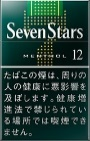 Seven Stars
MENTHOL 12
たばこの煙は、周りの
人の健康に悪影響を
及ぼします。健康増
進法で禁じられてい
る場所では喫煙でき
ません。